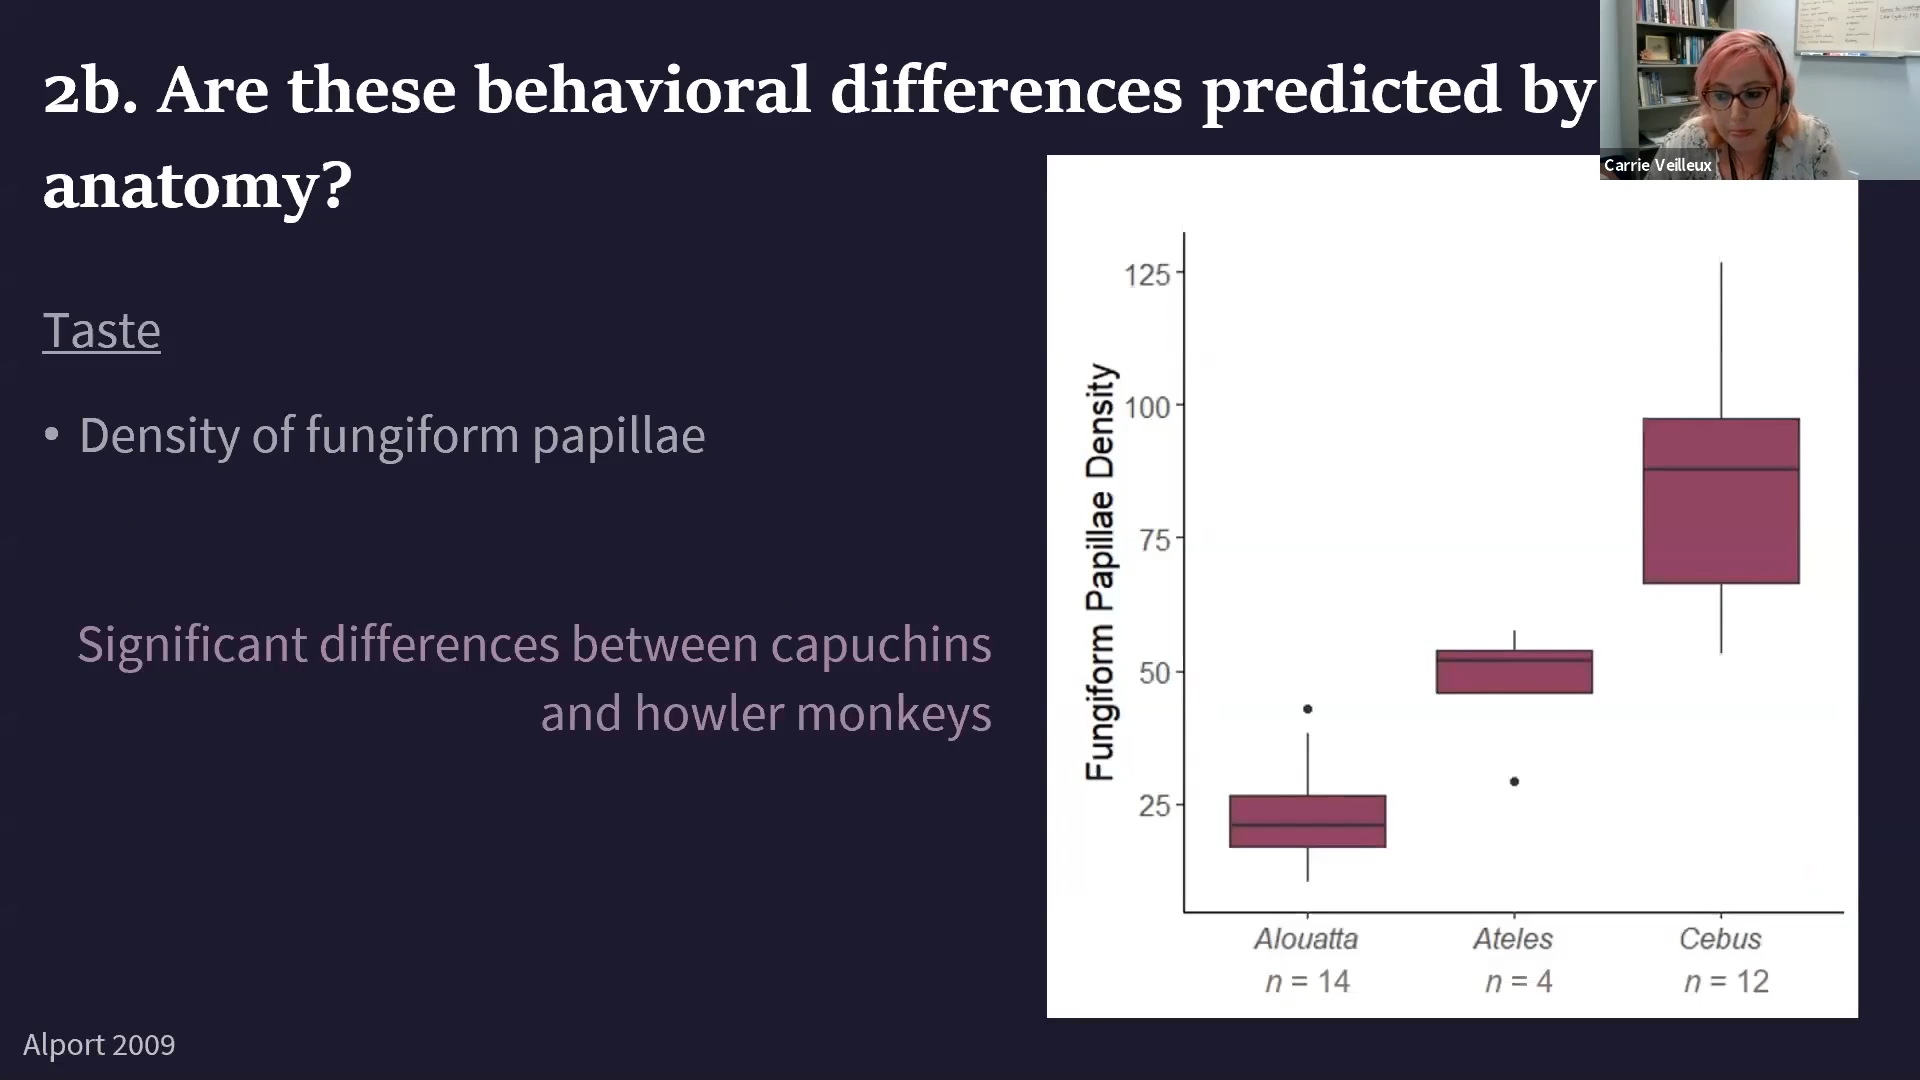 2b. Are these behavioral differences predicted by
anatomy?
Carrie Veilleux
Taste
• Density of fungiform papillae
Significant differences between capuchins
and howler monkeys
Fungiform Papillae Density
125
100
75
50
25
Alouatta
Ateles
Cebus
n = 14
n = 4
n = 12
Alport 2009